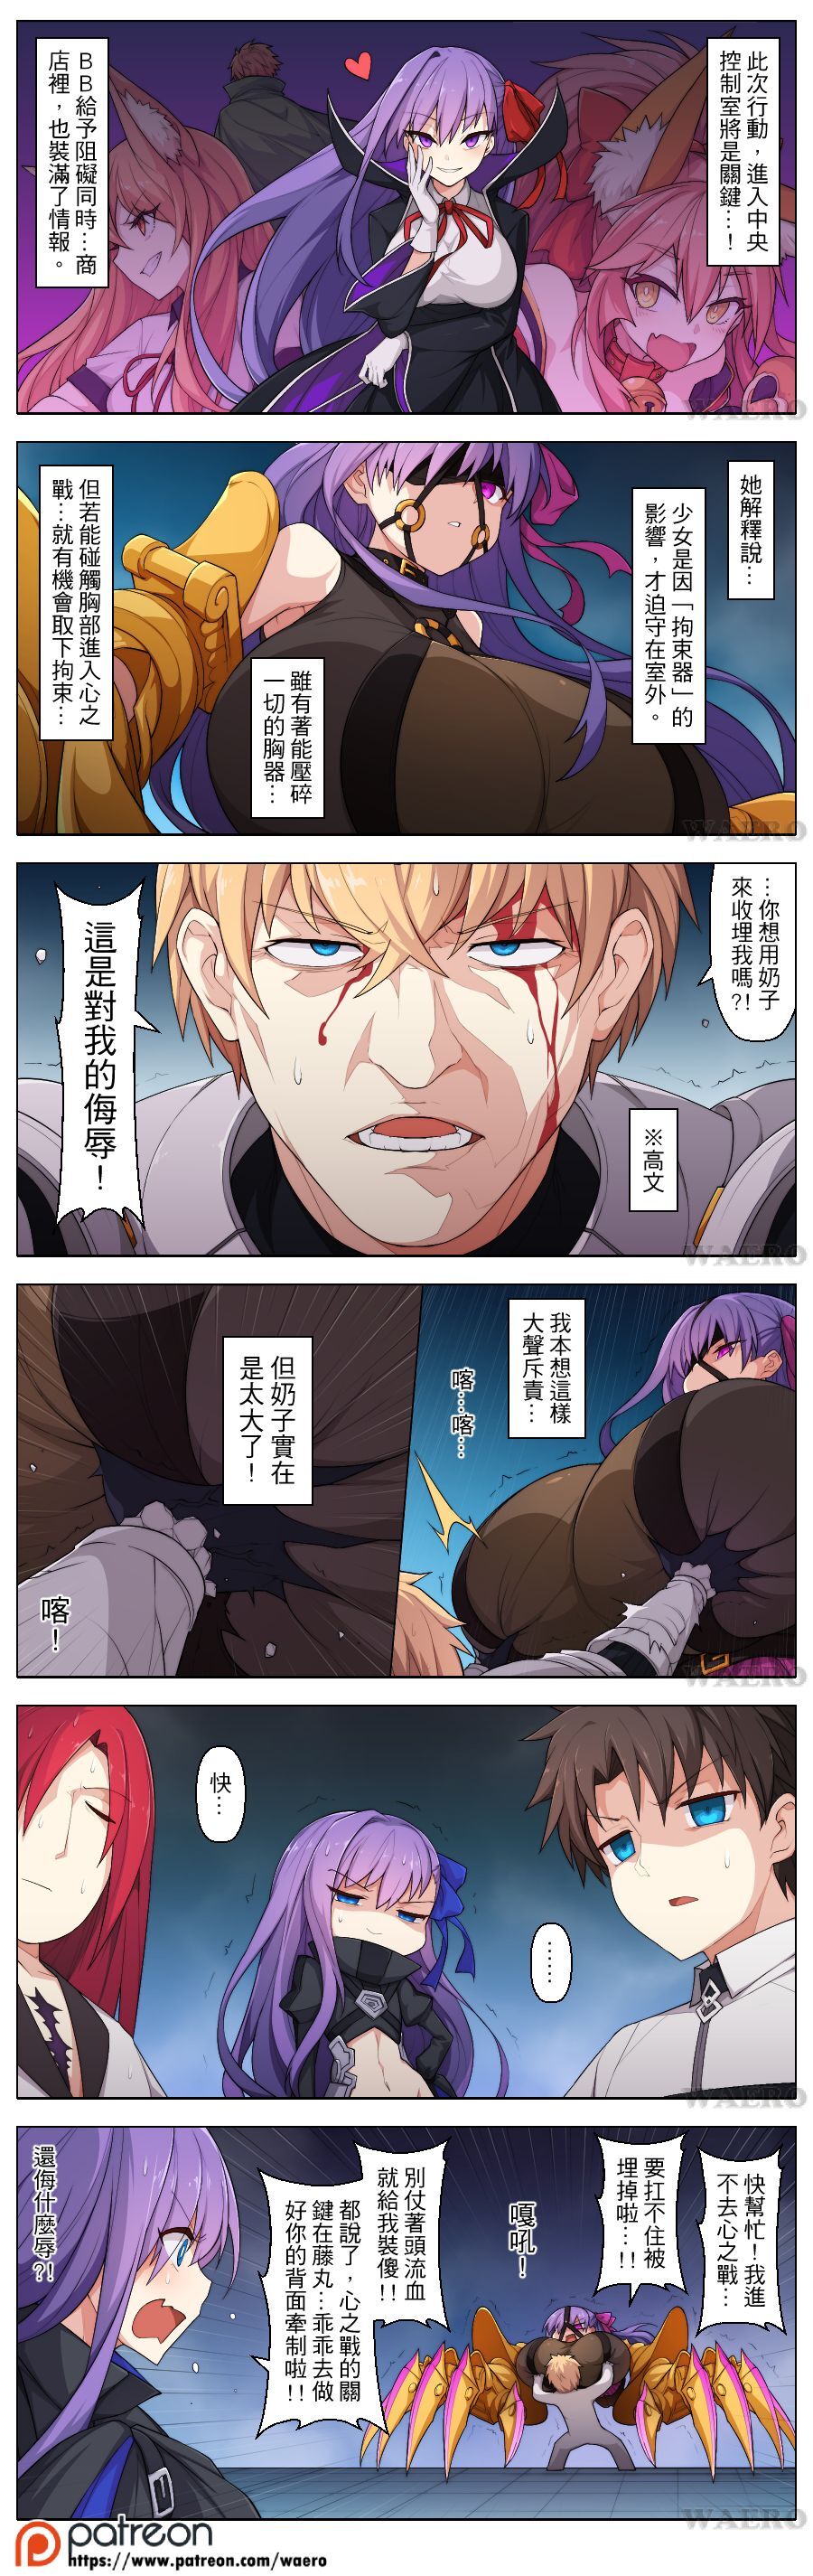 此次行動，進入中央
控制室將是關鍵…！
ＢＢ給予阻礙同時…商
店裡，也裝滿了情報。
WAERO
她解釋說…
少女是因「拘束器」的
影響，才迫守在室外。
雖有著能壓碎
一切的胸器…
但若能碰觸胸部進入心之
戰…就有機會取下拘束…
WAERO
…你想用奶子
來收埋我嗎?!
※高文
這是對我的侮辱！
WAERO
我本想這樣
大聲斥責…
喀…喀…
但奶子實在
是太大了！
喀！
WAERO
……
快…
WAERO
快幫忙！我進
不去心之戰…
要扛不住被
埋掉啦…!!
嘎吼！
別仗著頭流血
就給我裝傻!!
都說了，心之戰的關
鍵在藤丸…乖乖去做
好你的背面牽制啦!!
還侮什麼辱?!
WAERO
patreon
https://www.patreon.com/waero